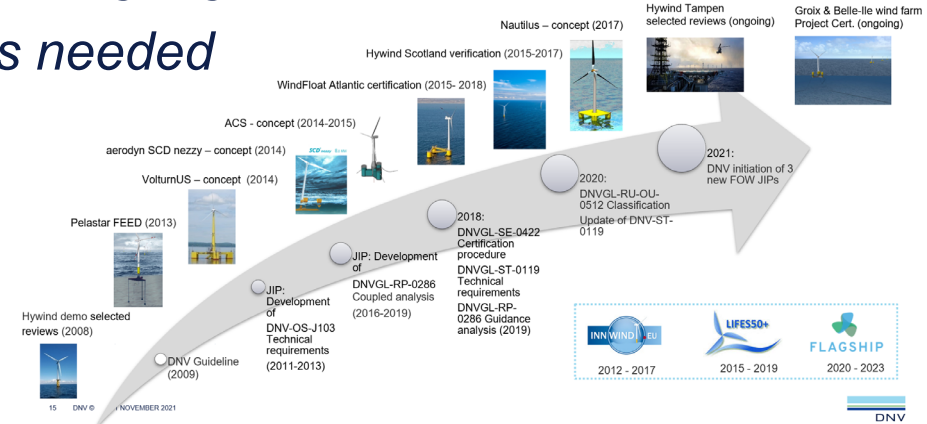 s needed
Hywind demo selected
reviews (2008)
Pelastar FEED (2013)
VolturnUS – concept (2014)
aerodyn SCD nezzy – concept (2014)
ACS - concept (2014-2015)
WindFloat Atlantic certification (2015- 2018)
Hywind Scotland verification (2015-2017)
Nautilus – concept (2017)
Hywind Tampen
selected reviews (ongoing)
Groix & Belle-Ile wind farm
Project Cert. (ongoing)
DNV Guideline
(2009)
JIP:
Development
of
DNV-OS-J103
Technical
requirements
(2011-2013)
JIP: Development
of
DNVGL-RP-0286
Coupled analysis
(2016-2019)
2018:
DNVGL-SE-0422
Certification
procedure
DNVGL-ST-0119
Technical
requirements
DNVGL-RP-
0286 Guidance
analysis (2019)
2020:
DNVGL-RU-OU-
0512 Classification
Update of DNV-ST-
0119
2021:
DNV initiation of 3
new FOW JIPs
INNWIND.EU
2012 - 2017
LIFES50+
2015 - 2019
FLAGSHIP
2020 - 2023
15 DNV © NOVEMBER 2021
DNV